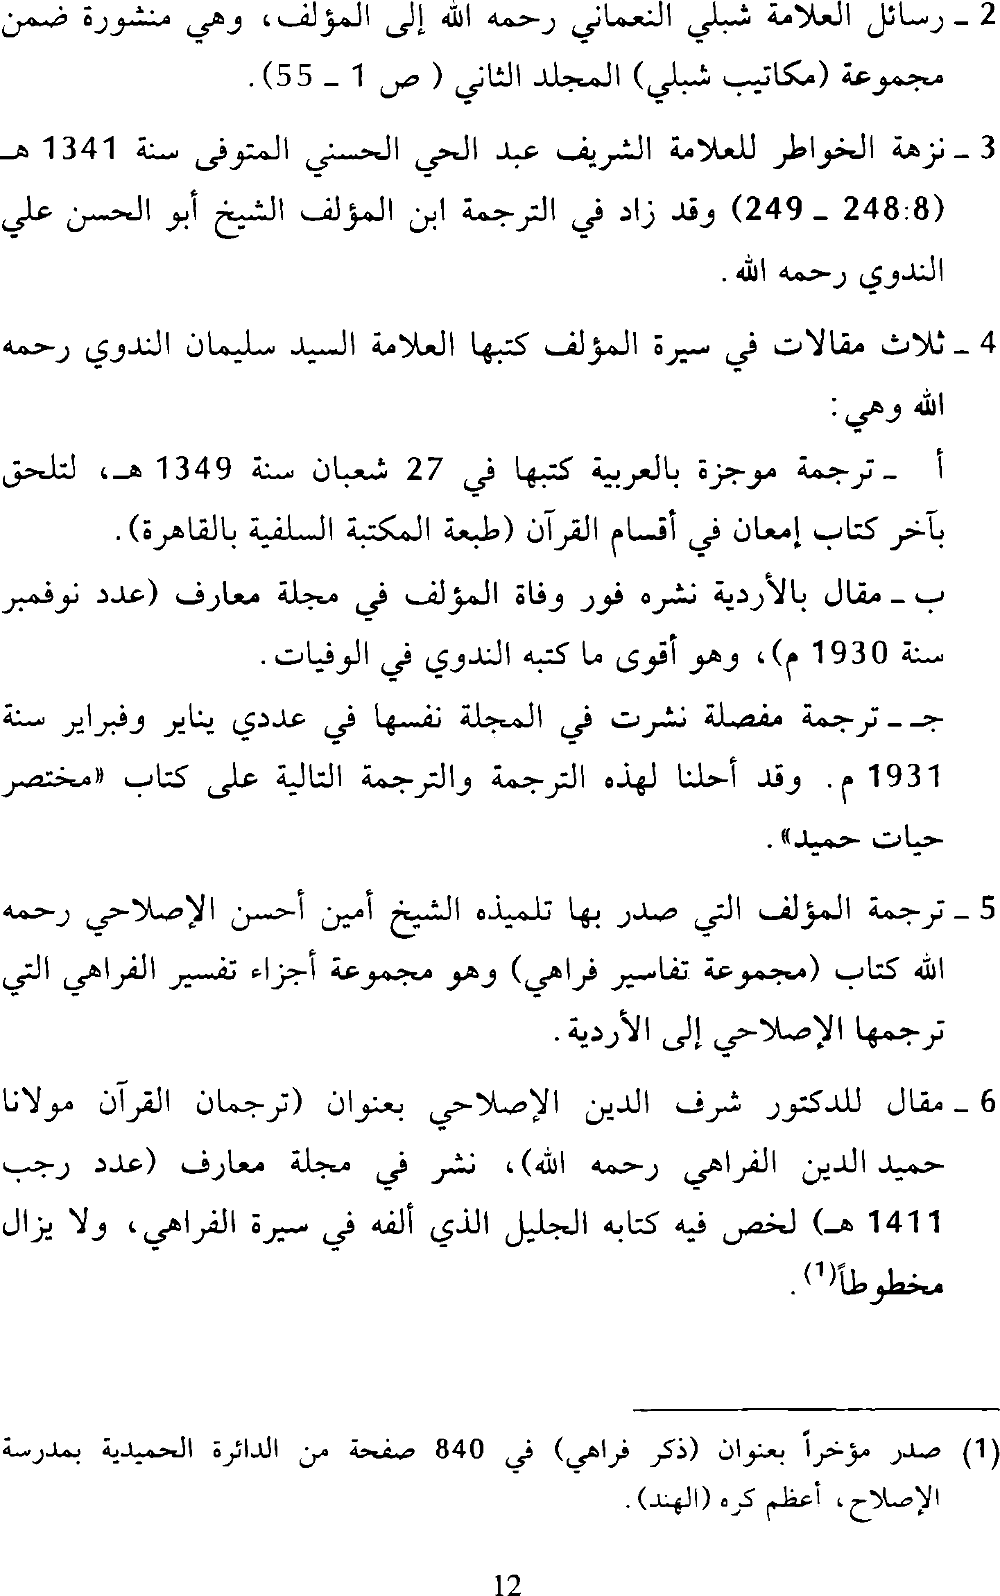 2 ـ رسائل العلامة شبلي النعماني رحمه الله إلى المؤلف، وهي منشورة ضمن
مجموعة (مكاتيب شبلي) المجلد الثاني ( ص 1 ـ 55).
3 ـ نزهة الخواطر للعلامة الشريف عبد الحي الحسني المتوفى سنة 1341 هـ
(248:8 ـ 249) وقد زاد في الترجمة ابن المؤلف الشيخ أبو الحسن علي
الندوي رحمه الله.
4 ـ ثلاث مقالات في سيرة المؤلف كتبها العلامة السيد سليمان الندوي رحمه
الله وهي:
أ ـ ترجمة موجزة بالعربية كتبها في 27 شعبان سنة 1349 هـ، لتلحق
بآخر كتاب إمعان في أقسام القرآن (طبعة المكتبة السلفية بالقاهرة).
ب ـ مقال بالأردية نشره فور وفاة المؤلف في مجلة معارف (عدد نوفمبر
سنة 1930 م)، وهو أقوى ما كتبه الندوي في الوفيات.
جـ ـ ترجمة مفصلة نشرت في المجلة نفسها في عددي يناير وفبراير سنة
1931 م. وقد أحلنا لهذه الترجمة والترجمة التالية على كتاب «مختصر
حيات حميد».
5 ـ ترجمة المؤلف التي صدر بها تلميذه الشيخ أمين أحسن الإصلاحي رحمه
الله كتاب (مجموعة تفاسير فراهي) وهو مجموعة أجزاء تفسير الفراهي التي
ترجمها الإصلاحي إلى الأردية.
6 ـ مقال للدكتور شرف الدين الإصلاحي بعنوان (ترجمان القرآن مولانا
حميد الدين الفراهي رحمه الله)، نشر في مجلة معارف (عدد رجب
1411 هـ) لخص فيه كتابه الجليل الذي ألفه في سيرة الفراهي، ولا يزال
مخطوطاً(1).
(1) صدر مؤخراً بعنوان (ذكر فراهي) في 840 صفحة من الدائرة الحميدية بمدرسة
الإصلاح، أعظم كره (الهند).
12